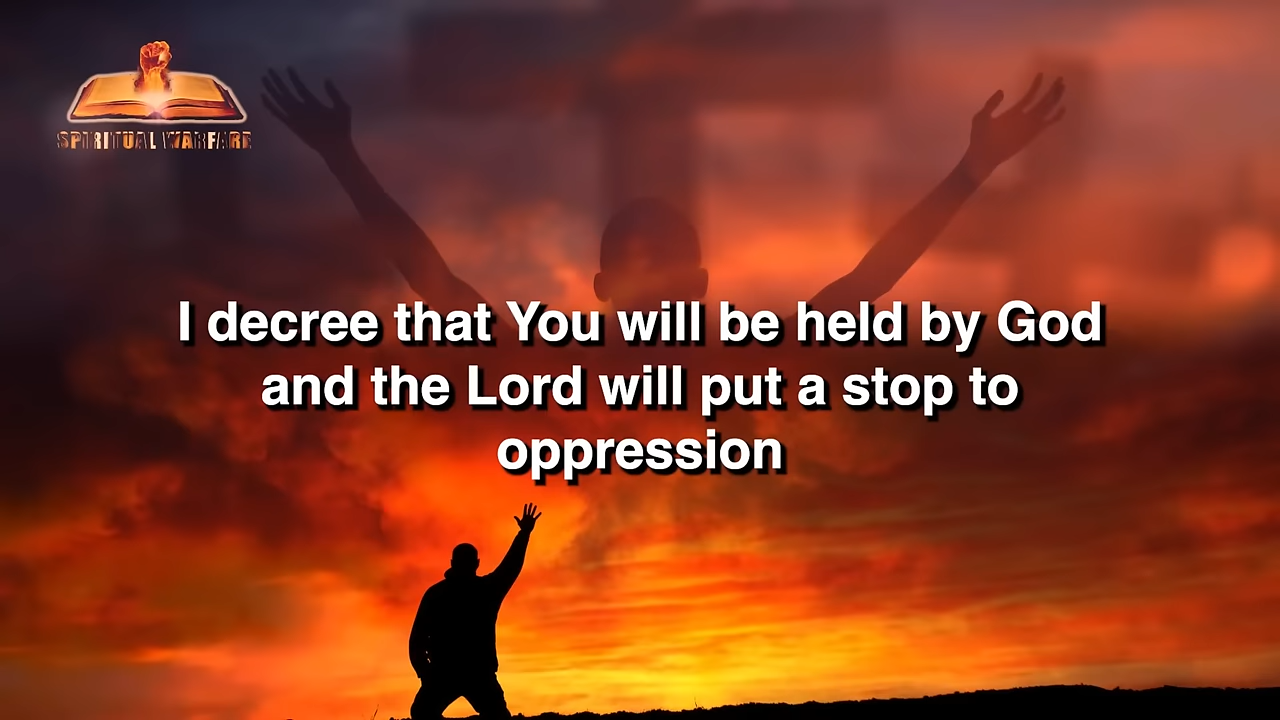 SPIRITUAL WARFARE
I decree that You will be held by God
and the Lord will put a stop to
oppression